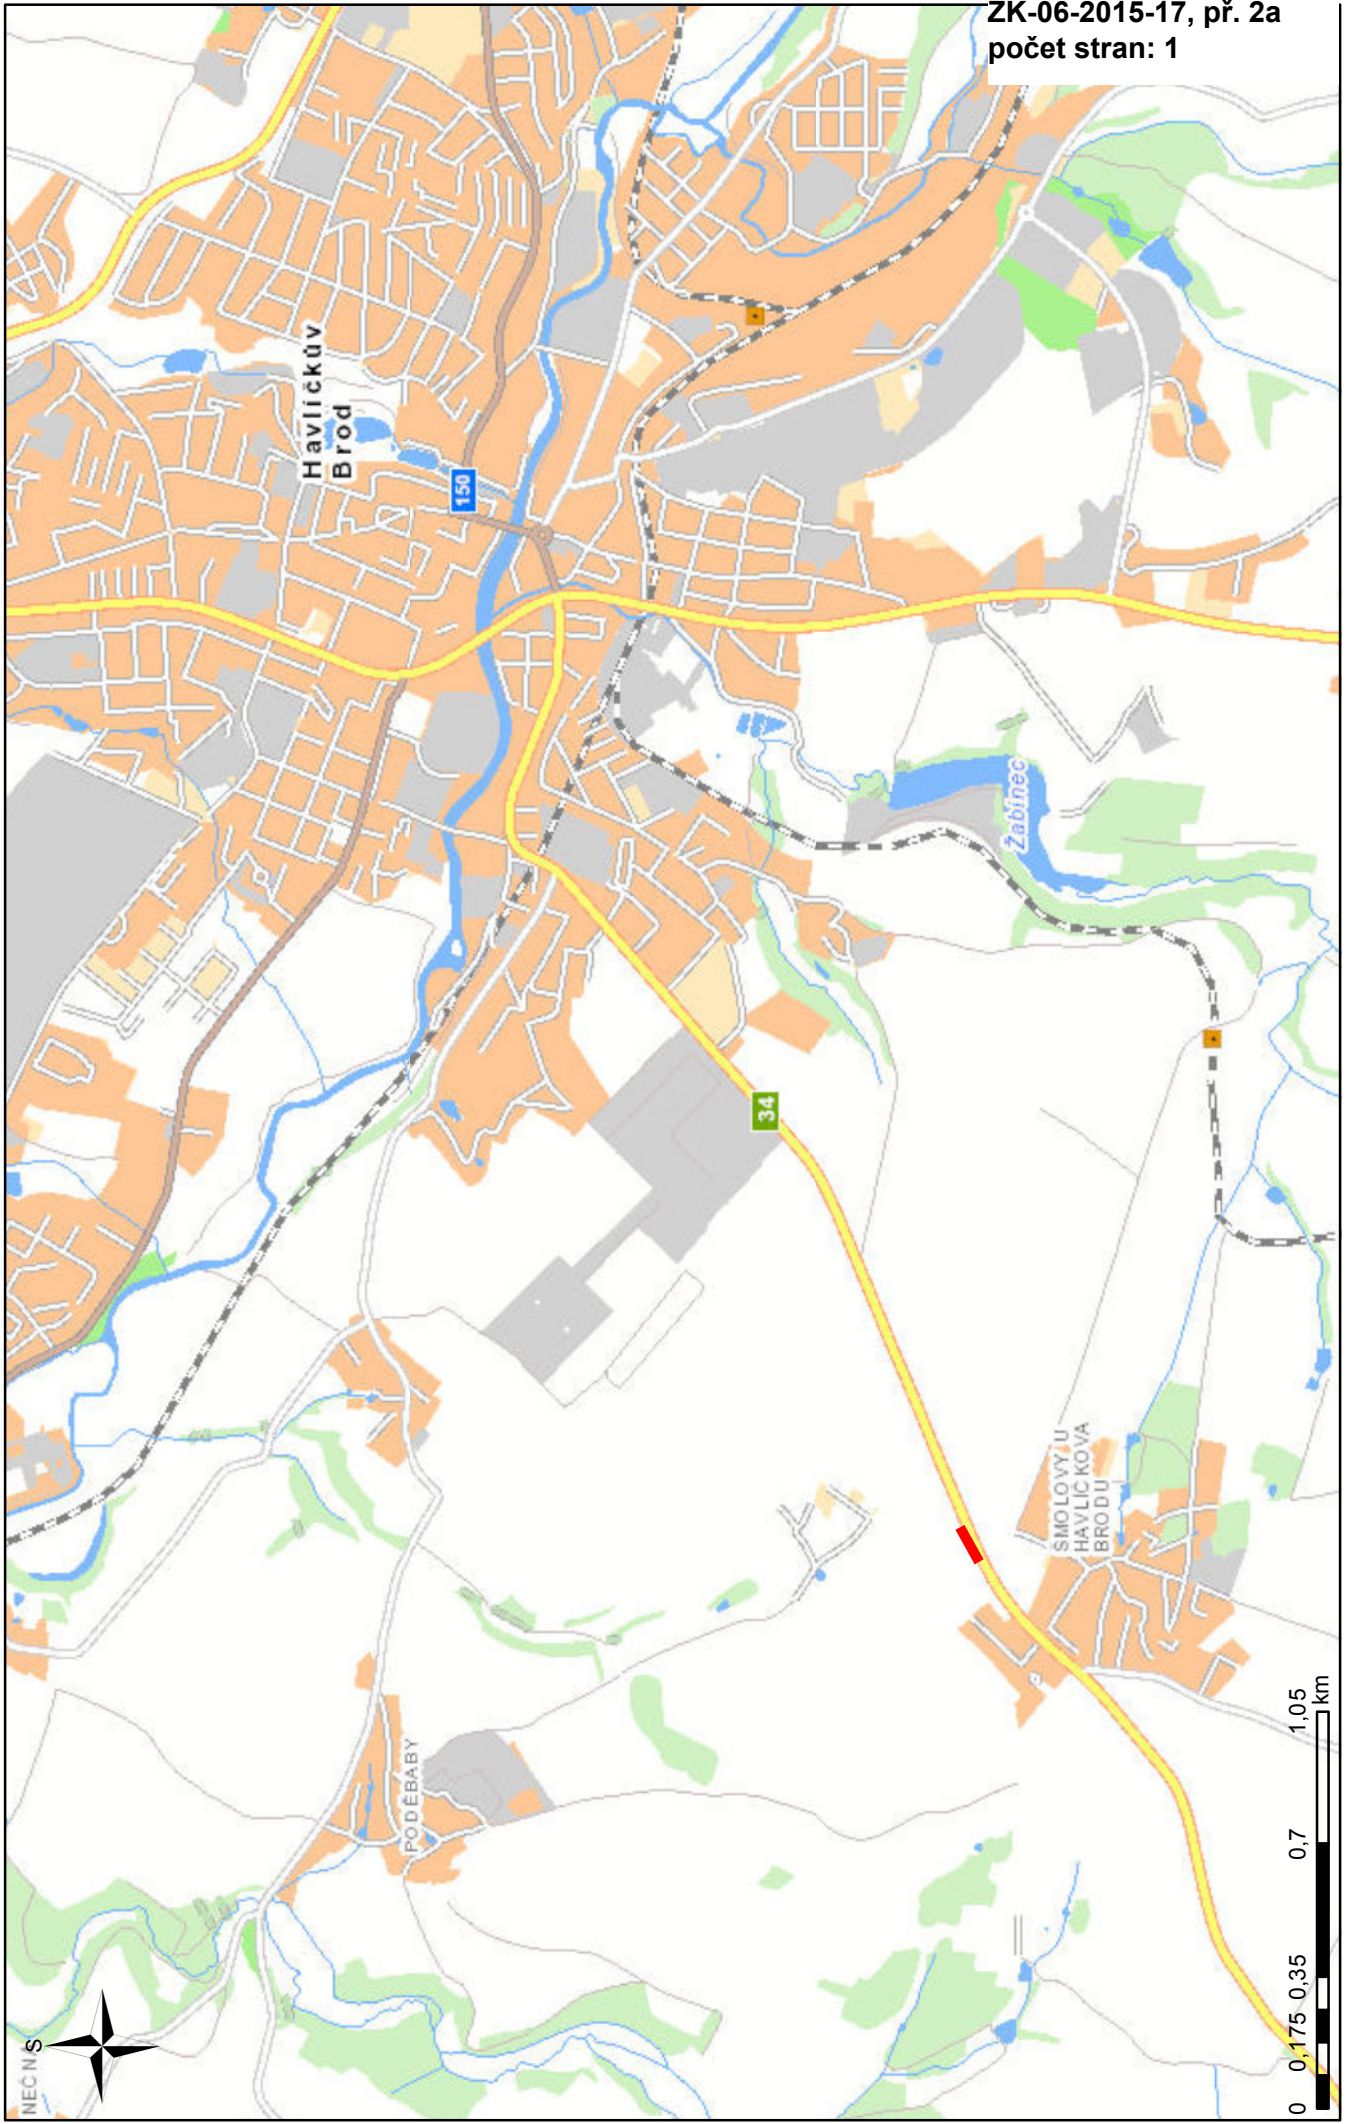 ZK-06-2015-17, př. 2a
počet stran: 1
Havlíčkův
Brod
150
Žabinec
34
SMOLOVY U
HAVLÍČKOVA
BRODU
PODĚBABY
S
0 0,175 0,35 0,7 1,05
km